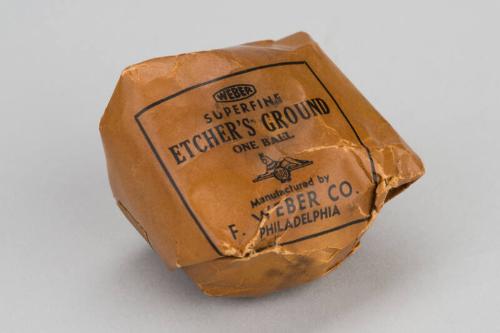 WEBER
SUPERFINE
ETCHER'S GROUND
ONE BALL
Manufactured by
F. WEBER CO.
PHILADELPHIA